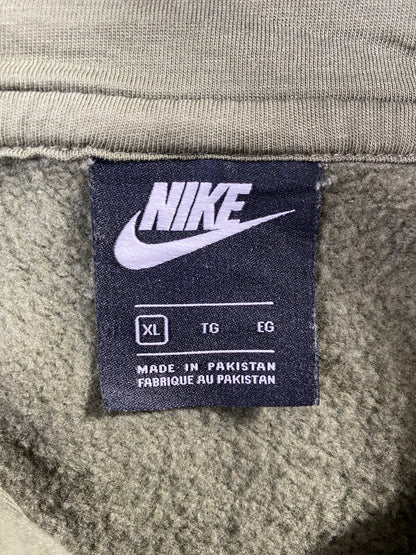 NIKE
XL TG EG
MADE IN PAKISTAN
FABRIQUE AU PAKISTAN